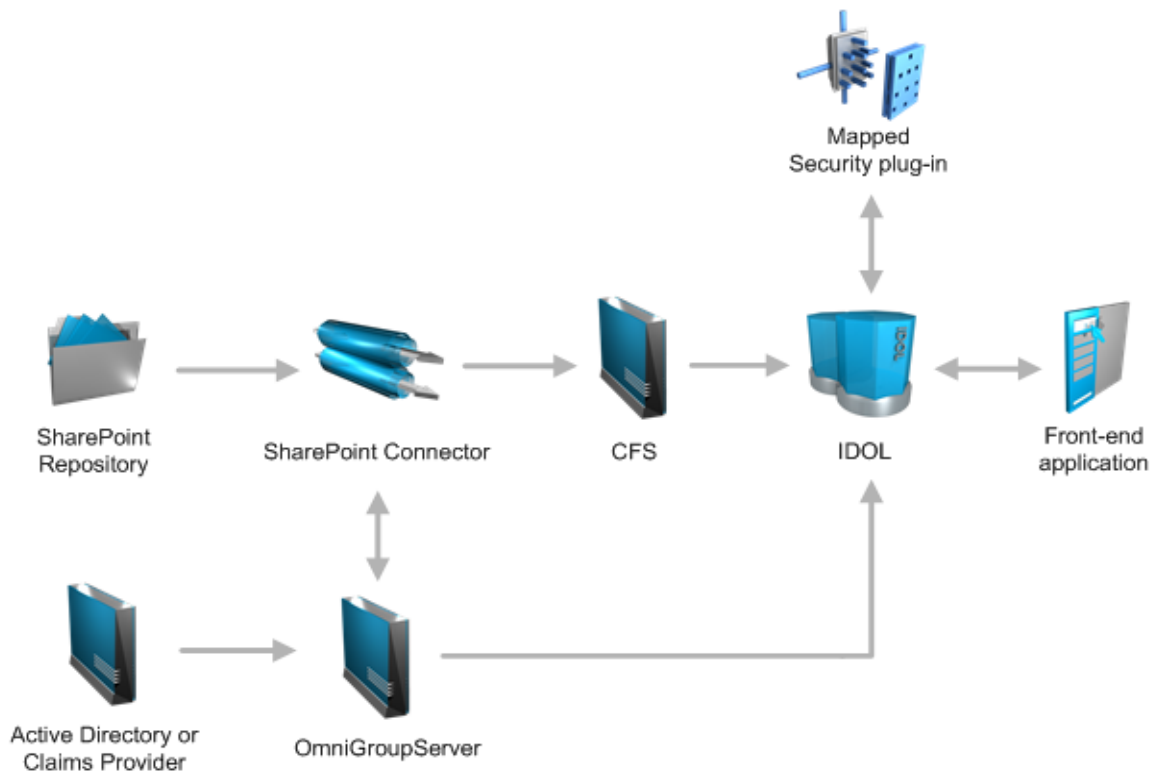 Mapped
Security plug-in
IDOL
SharePoint
Repository
SharePoint Connector
CFS
IDOL
Front-end
application
Active Directory or
Claims Provider
OmniGroupServer